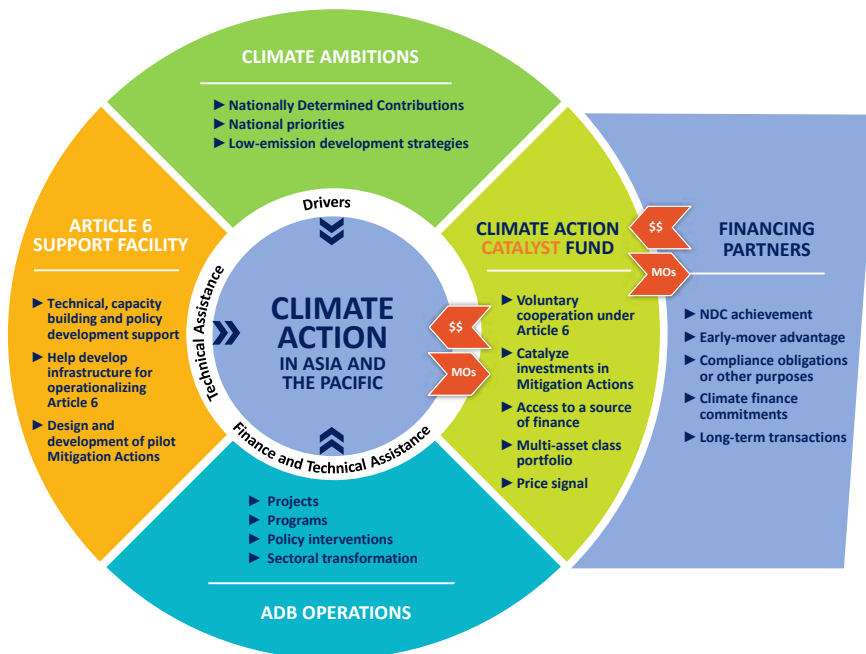 CLIMATE AMBITIONS
► Nationally Determined Contributions
► National priorities
► Low-emission development strategies
ARTICLE 6
SUPPORT FACILITY
► Technical, capacity
building and policy
development support
► Help develop
infrastructure for
operationalizing
Article 6
► Design and
development of pilot
Mitigation Actions
Drivers
Technical Assistance
Finance and Technical Assistance
CLIMATE
ACTION
IN ASIA AND
THE PACIFIC
$$
MOs
CLIMATE ACTION
CATALYST FUND
► Voluntary
cooperation under
Article 6
► Catalyze
investments in
Mitigation Actions
► Access to a source
of finance
► Multi-asset class
portfolio
► Price signal
$$
MOs
FINANCING
PARTNERS
► NDC achievement
► Early-mover advantage
► Compliance obligations
or other purposes
► Climate finance
commitments
► Long-term transactions
► Projects
► Programs
► Policy interventions
► Sectoral transformation
ADB OPERATIONS